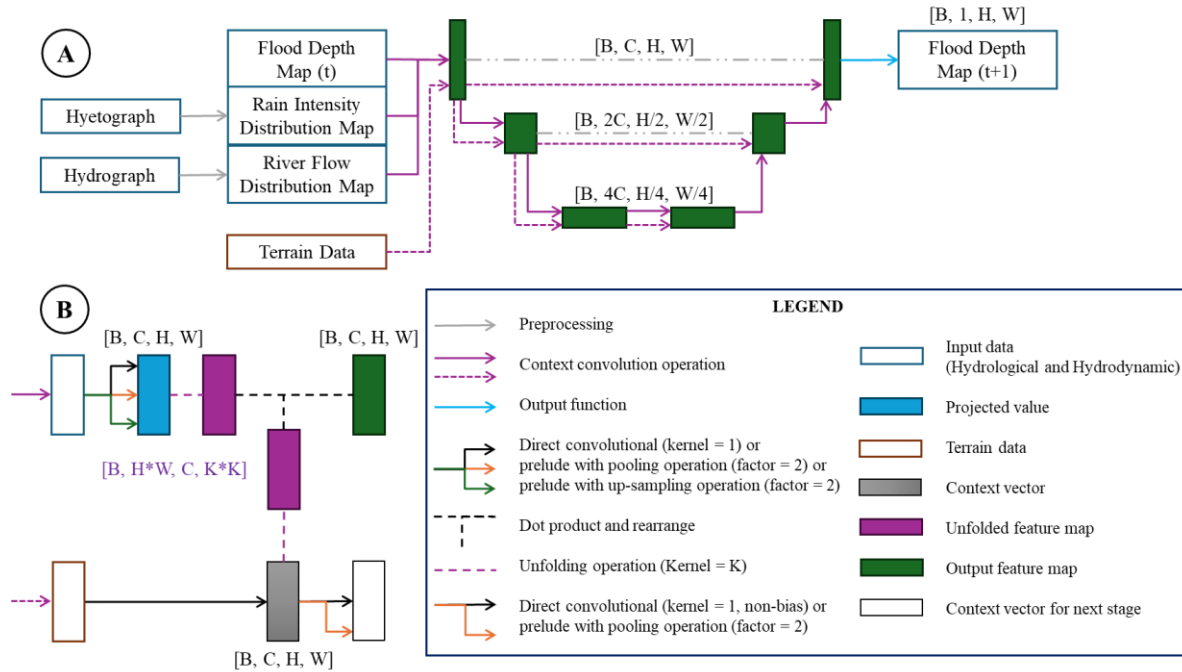 A
Hyetograph
Hydrograph
Flood Depth
Map (t)
Rain Intensity
Distribution Map
River Flow
Distribution Map
Terrain Data
[B, C, H, W]
[B, 2C, H/2, W/2]
[B, 4C, H/4, W/4]
[B, 1, H, W]
Flood Depth
Map (t+1)
B
[B, C, H, W]
[B, C, H, W]
[B, H*W, C, K*K]
[B, C, H, W]
LEGEND
Preprocessing
Context convolution operation
Output function
Direct convolutional (kernel = 1) or
prelude with pooling operation (factor = 2) or
prelude with up-sampling operation (factor = 2)
Dot product and rearrange
Unfolding operation (Kernel = K)
Direct convolutional (kernel = 1, non-bias) or
prelude with pooling operation (factor = 2)
Input data
(Hydrological and Hydrodynamic)
Projected value
Terrain data
Context vector
Unfolded feature map
Output feature map
Context vector for next stage